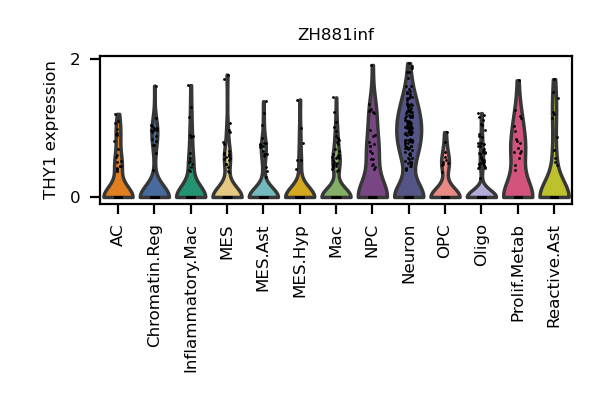 ZH881inf
THY1 expression
2
0
AC
Chromatin.Reg
Inflammatory.Mac
MES
MES.Ast
MES.Hyp
Mac
NPC
Neuron
OPC
Oligo
Prolif.Metab
Reactive.Ast